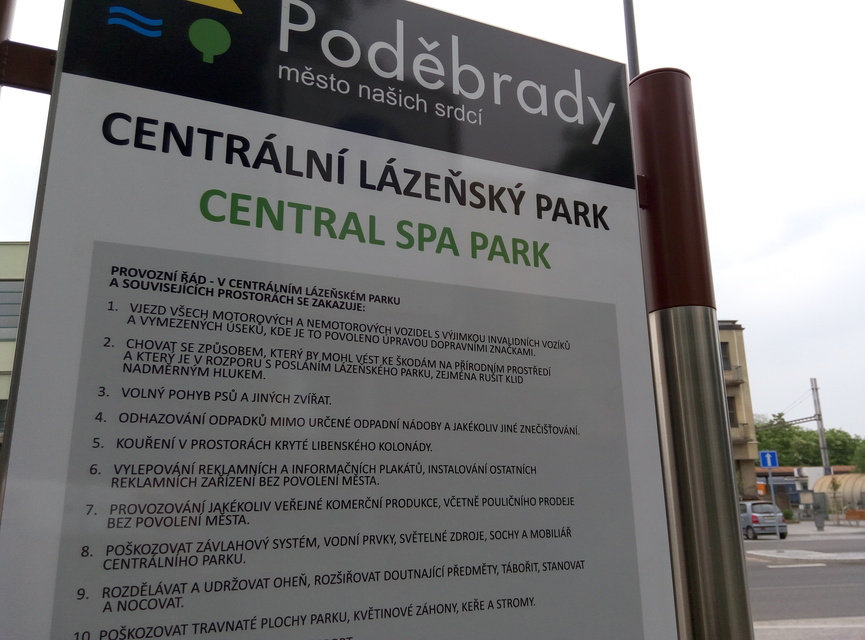 Poděbrady
město našich srdcí
CENTRÁLNÍ LÁZEŇSKÝ PARK
CENTRAL SPA PARK
PROVOZNÍ ŘÁD - V CENTRÁLNÍM LÁZEŇSKÉM PARKU
A SOUVISEJÍCÍCH PROSTORÁCH SE ZAKAZUJE:
1. VJEZD VŠECH MOTOROVÝCH A NEMOTOROVÝCH VOZIDEL S VÝJIMKOU INVALIDNÍCH VOZÍKŮ
A VYMEZENÝCH ÚSEKŮ, KDE JE TO POVOLENO ÚPRAVOU DOPRAVNÍMI ZNAČKAMI.
2. CHOVAT SE ZPŮSOBEM, KTERÝ BY MOHL VÉST KE ŠKODÁM NA PŘÍRODNÍM PROSTŘEDÍ
A KTERÝ JE V ROZPORU S POSLÁNÍM LÁZEŇSKÉHO PARKU, ZEJMÉNA RUŠIT KLID
NADMĚRNÝM HLUKEM.
3. VOLNÝ POHYB PSŮ A JINÝCH ZVÍŘAT.
4. ODHAZOVÁNÍ ODPADKŮ MIMO URČENÉ ODPADNÍ NÁDOBY A JAKÉKOLIV JINÉ ZNEČIŠŤOVÁNÍ.
5. KOUŘENÍ V PROSTORÁCH KRYTÉ LIBENSKÉHO KOLONÁDY.
6. VYLEPOVÁNÍ REKLAMNÍCH A INFORMAČNÍCH PLAKÁTŮ, INSTALOVÁNÍ OSTATNÍCH
REKLAMNÍCH ZAŘÍZENÍ BEZ POVOLENÍ MĚSTA.
7. PROVOZOVÁNÍ JAKÉKOLIV VEŘEJNÉ KOMERČNÍ PRODUKCE, VČETNĚ POULIČNÍHO PRODEJE
BEZ POVOLENÍ MĚSTA.
8. POŠKOZOVAT ZÁVLAHOVÝ SYSTÉM, VODNÍ PRVKY, SVĚTELNÉ ZDROJE, SOCHY A MOBILIÁŘ
CENTRÁLNÍHO PARKU.
9. ROZDĚLÁVAT A UDRŽOVAT OHEŇ, ROZŠIŘOVAT DOUTNAJÍCÍ PŘEDMĚTY, TÁBOŘIT, STANOVAT
A NOCOVAT.
10. POŠKOZOVAT TRAVNATÉ PLOCHY PARKU, KVĚTINOVÉ ZÁHONY, KEŘE A STROMY.